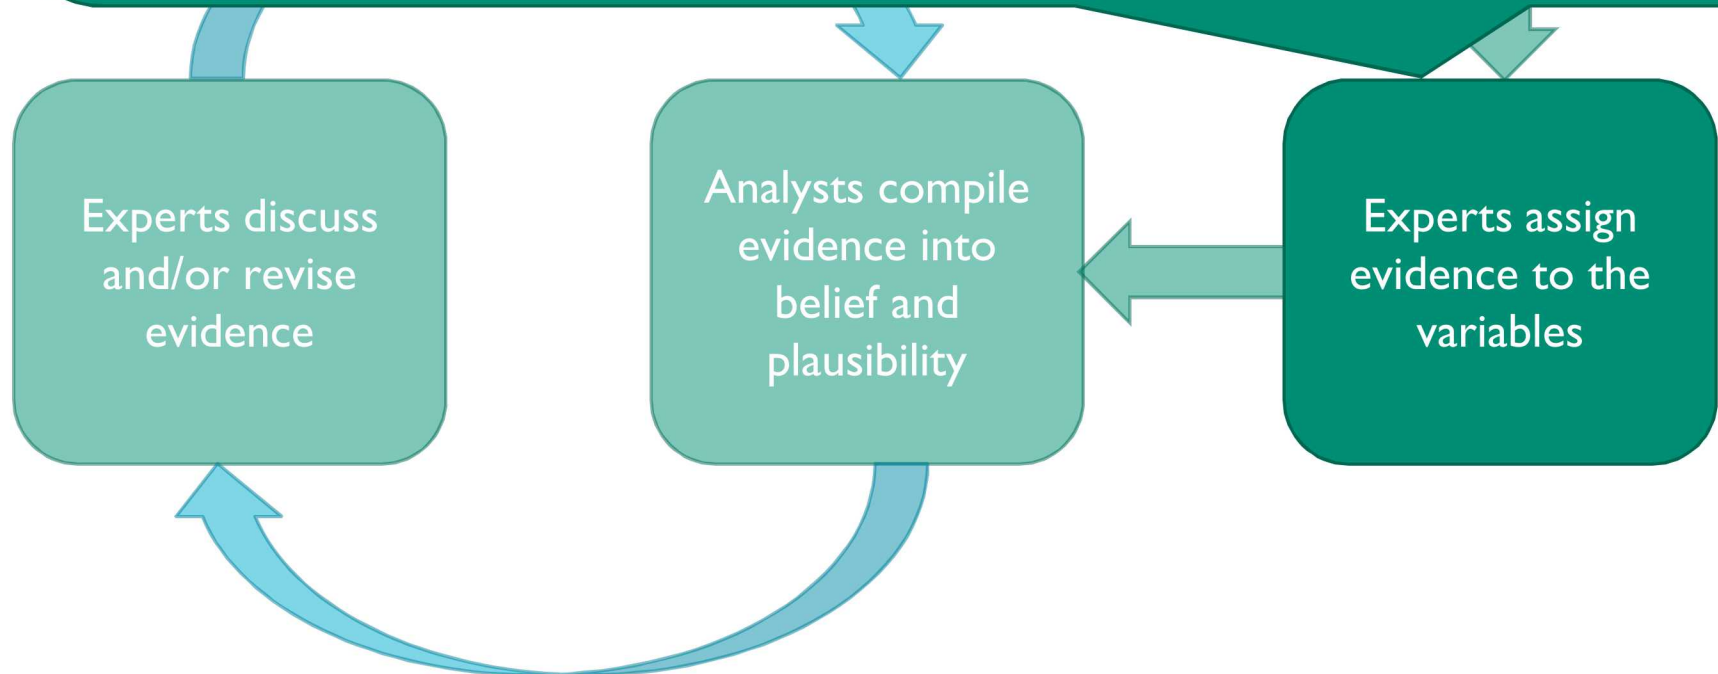 Experts discuss
and/or revise
evidence
Analysts compile
evidence into
belief and
plausibility
Experts assign
evidence to the
variables